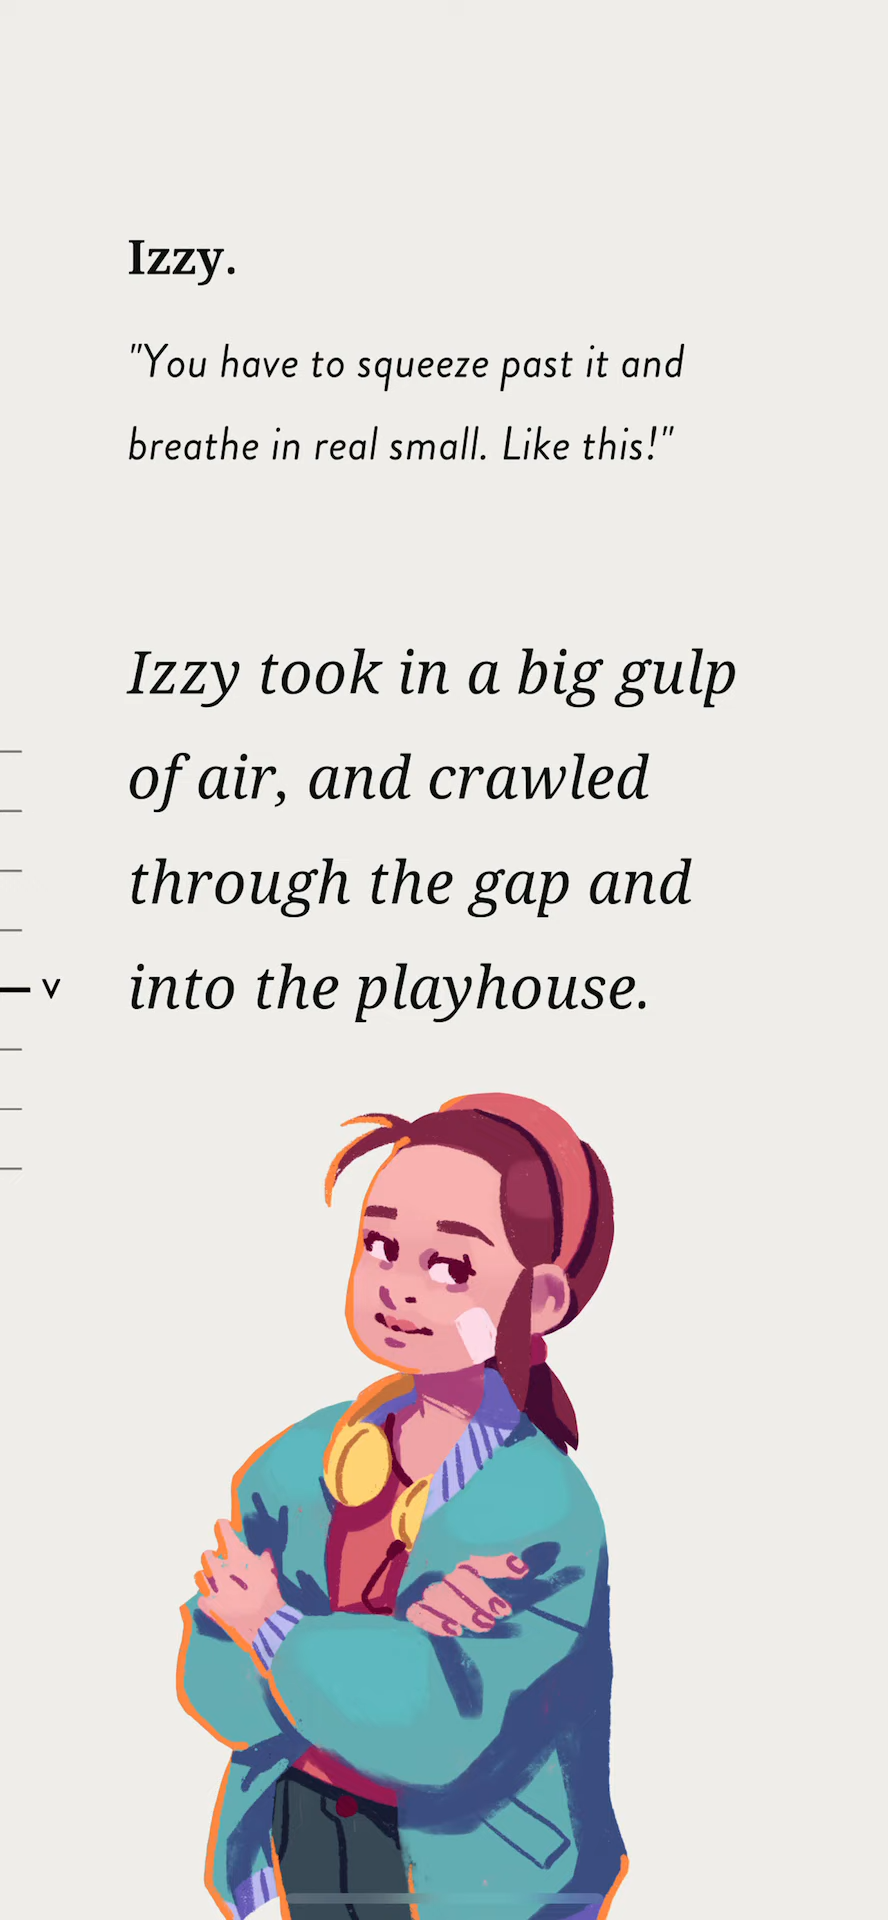 Izzy.
"You have to squeeze past it and
breathe in real small. Like this!"
Izzy took in a big gulp
of air, and crawled
through the gap and
into the playhouse.
V